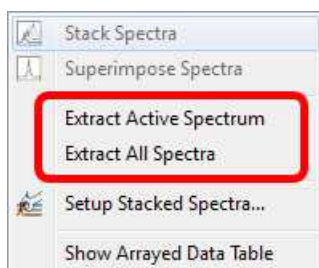 Stack Spectra
Superimpose Spectra
Extract Active Spectrum
Extract All Spectra
Setup Stacked Spectra...
Show Arrayed Data Table